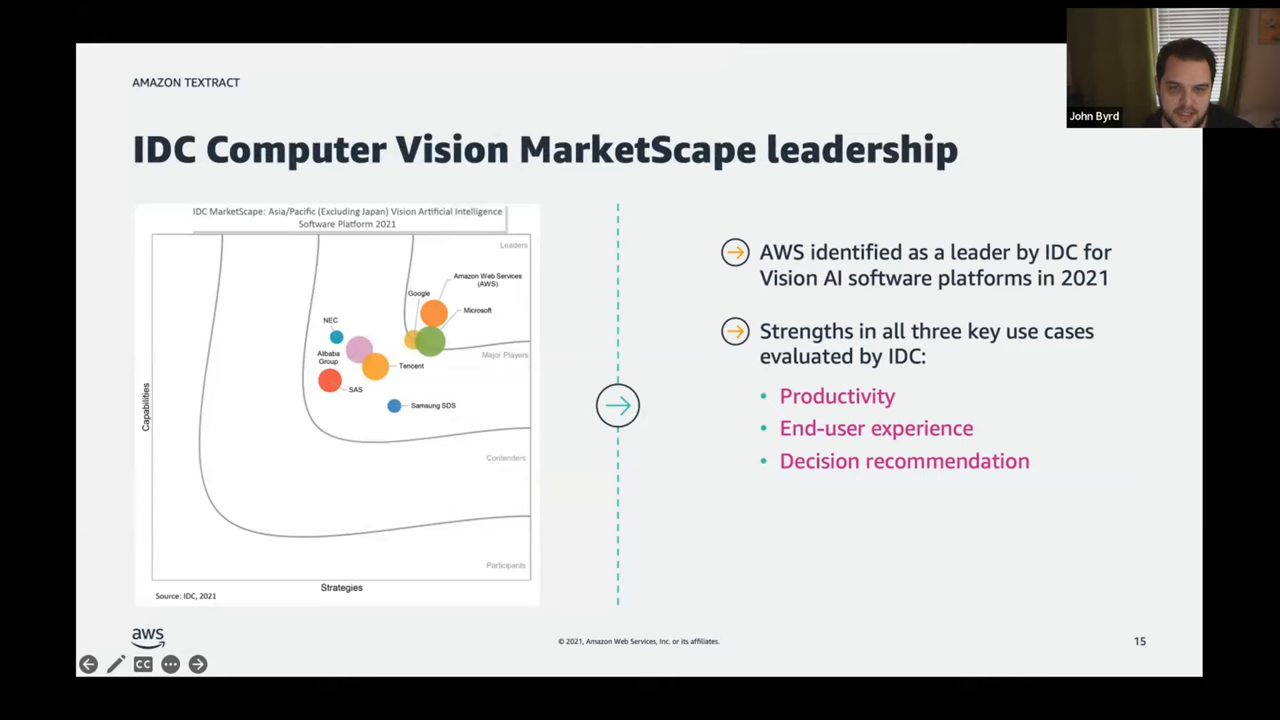 AMAZON TEXTRACT
John Byrd
IDC Computer Vision MarketScape leadership
IDC MarketScape: Asia/Pacific (Excluding Japan) Vision Artificial Intelligence
Software Platform 2021
Leaders
Amazon Web Services
(AWS)
Google
Microsoft
NEC
Alibaba
Group
Major Players
Tencent
SAS
Samsung SDS
Contenders
Participants
Capabilities
Strategies
Source: IDC, 2021
AWS identified as a leader by IDC for
Vision AI software platforms in 2021
Strengths in all three key use cases
evaluated by IDC:
• Productivity
• End-user experience
• Decision recommendation
aws
© 2021, Amazon Web Services, Inc. or its affiliates.
15
CC